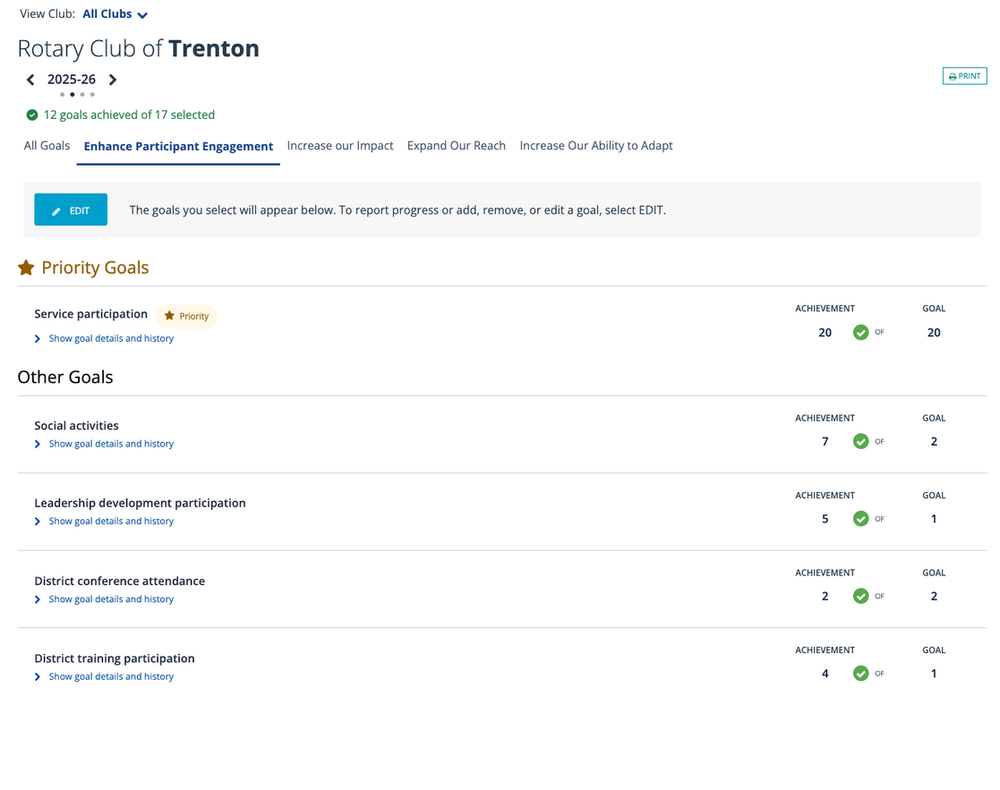 View Club: All Clubs
Rotary Club of Trenton
2025-26
PRINT
12 goals achieved of 17 selected
All Goals Enhance Participant Engagement Increase our Impact Expand Our Reach Increase Our Ability to Adapt
EDIT The goals you select will appear below. To report progress or add, remove, or edit a goal, select EDIT.
Priority Goals
Service participation Priority ACHIEVEMENT GOAL
Show goal details and history 20 OF 20
Other Goals
Social activities ACHIEVEMENT GOAL
Show goal details and history 7 OF 2
Leadership development participation ACHIEVEMENT GOAL
Show goal details and history 5 OF 1
District conference attendance ACHIEVEMENT GOAL
Show goal details and history 2 OF 2
District training participation ACHIEVEMENT GOAL
Show goal details and history 4 OF 1